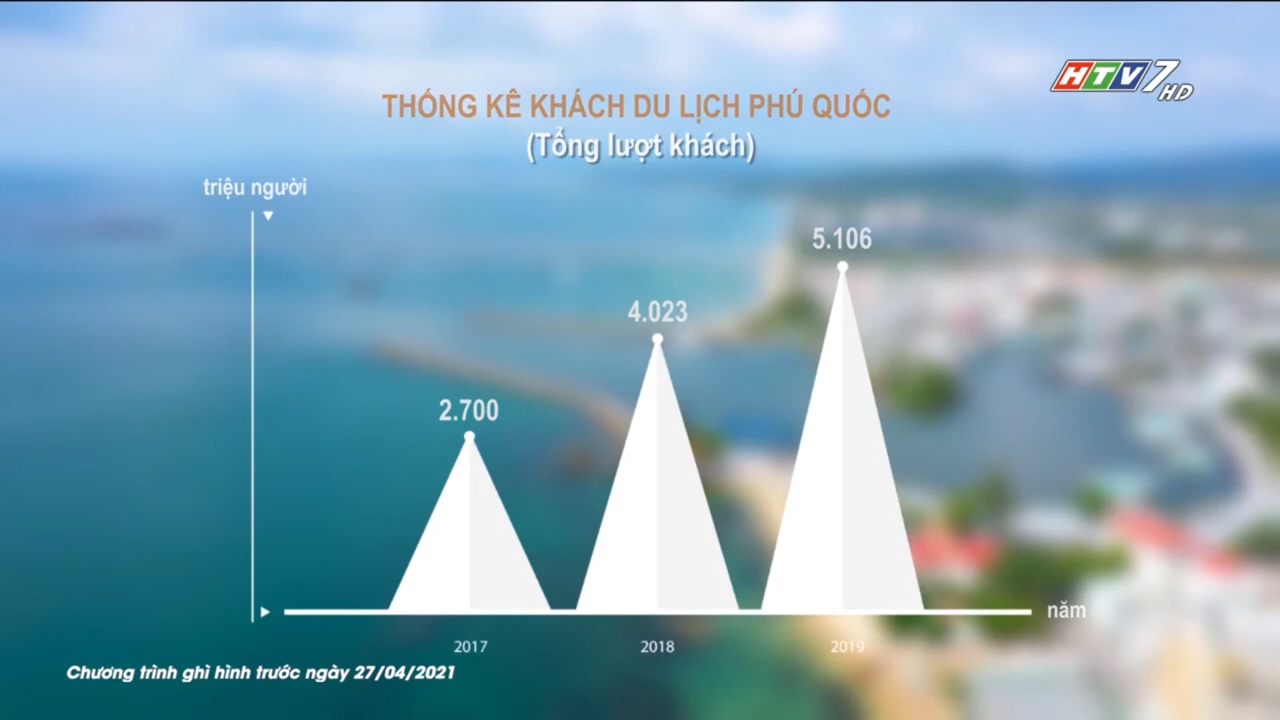 HTV7
HD
THỐNG KÊ KHÁCH DU LỊCH PHÚ QUỐC
(Tổng lượt khách)
triệu người
5.106
4.023
2.700
năm
2017 2018 2019
Chương trình ghì hình trước ngày 27/04/2021